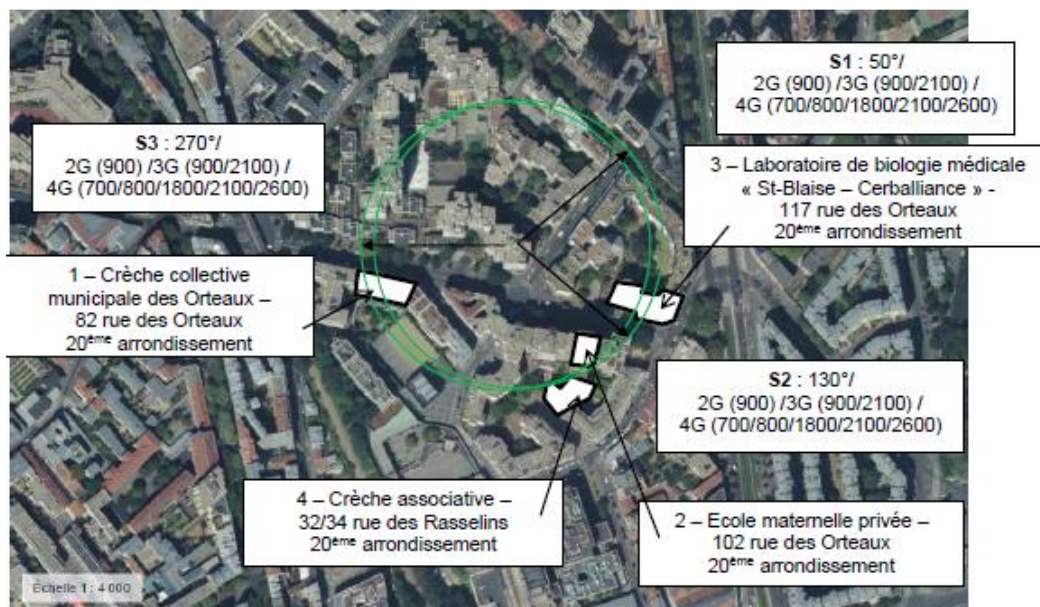 S1 : 50°/
2G (900) /3G (900/2100) /
4G (700/800/1800/2100/2600)
S3 : 270°/
2G (900) /3G (900/2100) /
4G (700/800/1800/2100/2600)
3 – Laboratoire de biologie médicale
« St-Blaise – Cerballiance » -
117 rue des Orteaux
20ème arrondissement
1 – Crèche collective
municipale des Orteaux –
82 rue des Orteaux
20ème arrondissement
S2 : 130°/
2G (900) /3G (900/2100) /
4G (700/800/1800/2100/2600)
4 – Crèche associative –
32/34 rue des Rasselins
20ème arrondissement
2 – Ecole maternelle privée –
102 rue des Orteaux
20ème arrondissement
Echelle 1 : 4 000